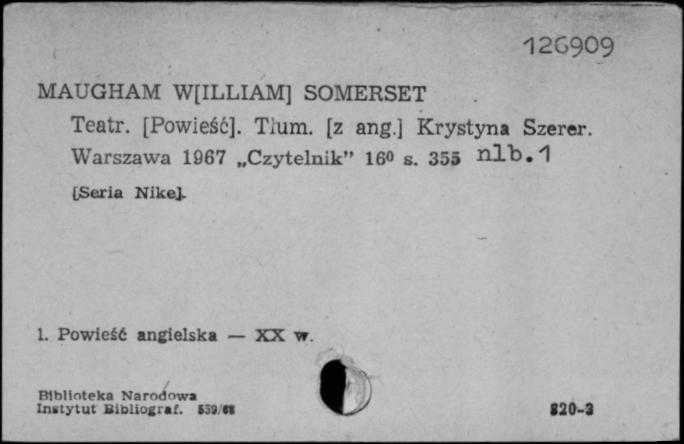 126909
MAUGHAM W[ILLIAM] SOMERSET
Teatr. [Powieść]. Tłum. [z ang.] Krystyna Szerer.
Warszawa 1967 „Czytelnik” 16⁰ s. 355 nlb.1
[Seria Nike].
1. Powieść angielska — XX w.
Biblioteka Narodowa
Instytut Bibliograf. 539/68
820-3